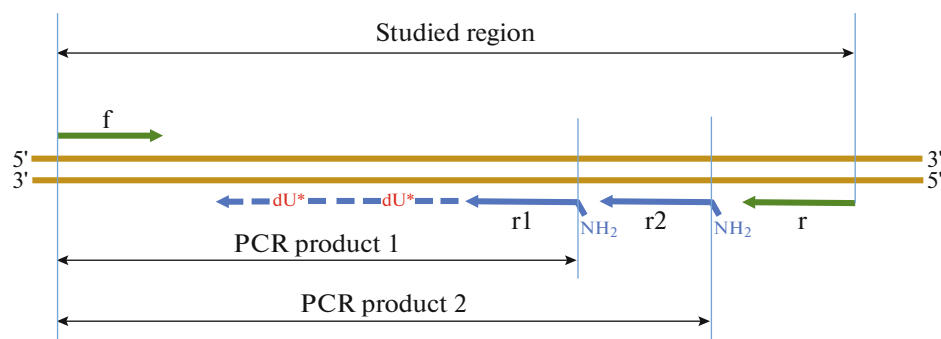 Studied region
f
5' 3'
3' 5'
dU* dU*
r1 r2 r
NH₂ NH₂
PCR product 1
PCR product 2